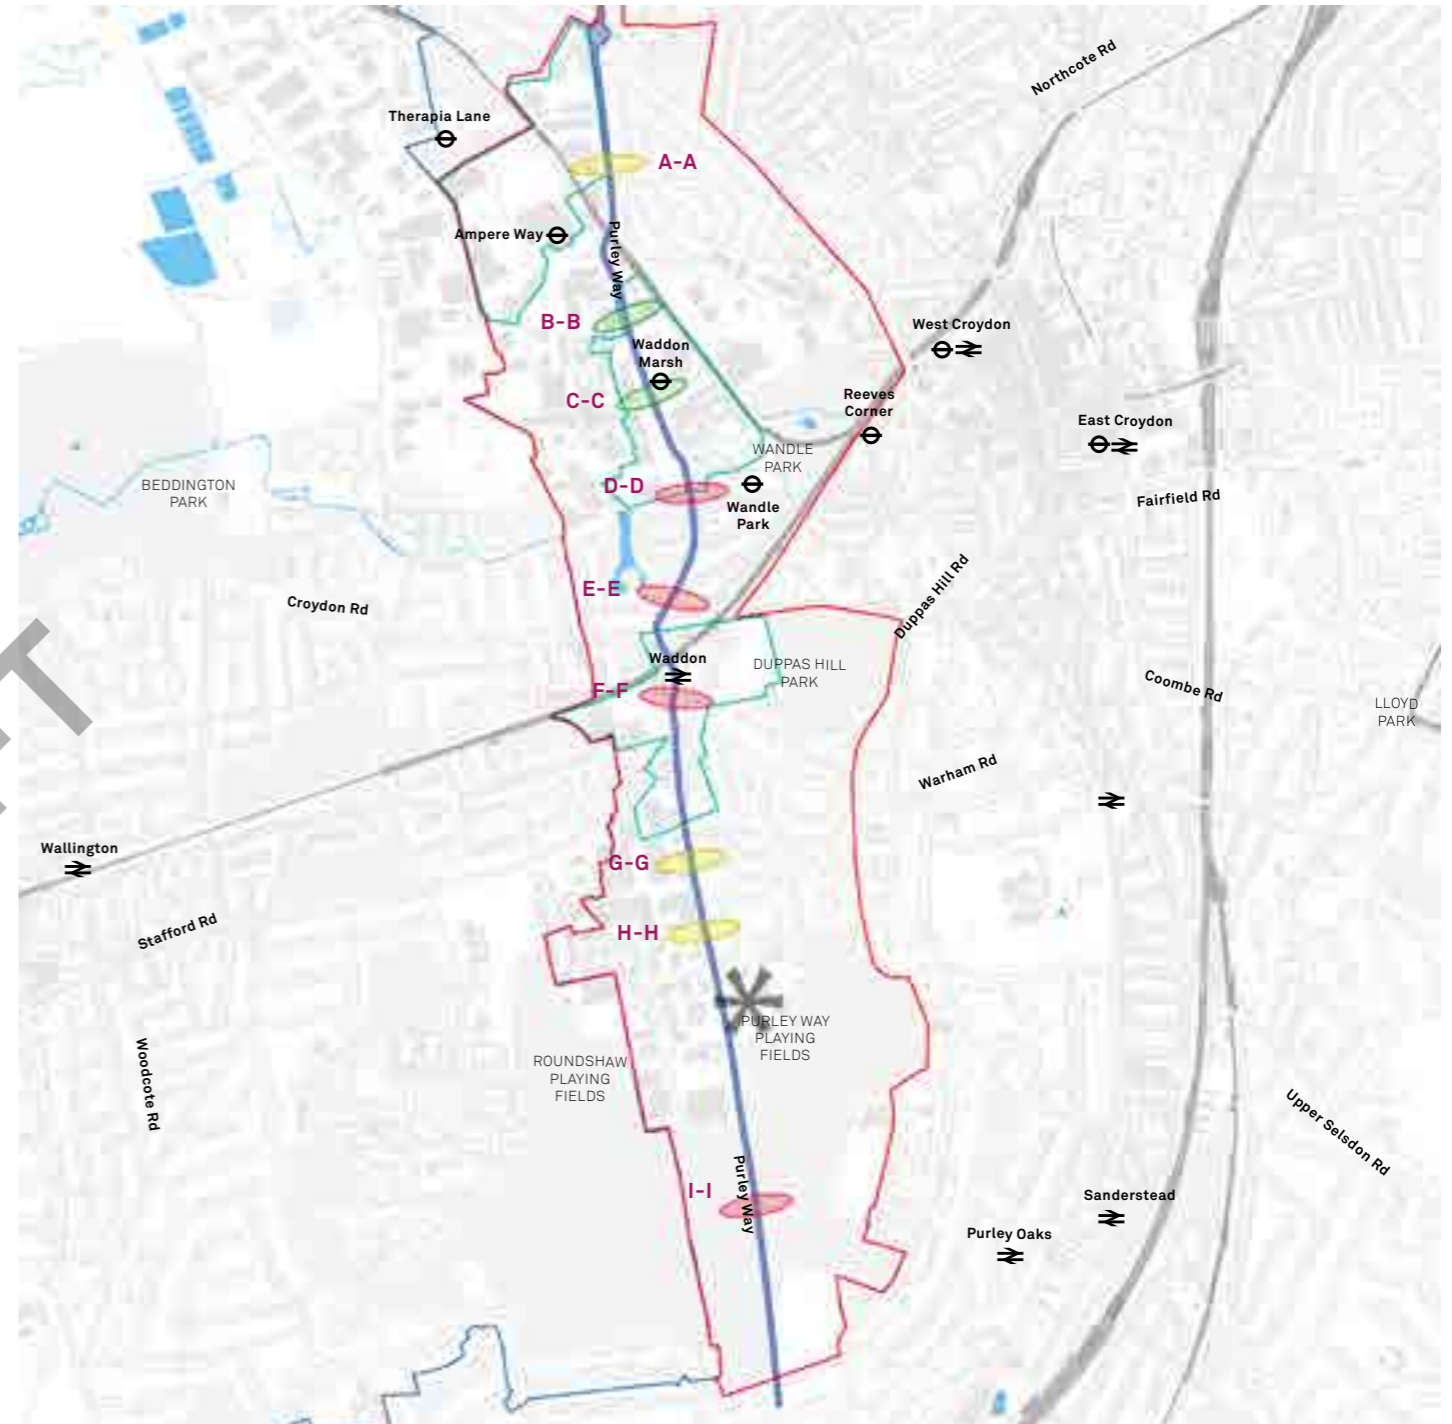 Northcote Rd
Therapia Lane
A-A
Ampere Way
Purley Way
B-B
West Croydon
Waddon
Marsh
C-C
Reeves
Corner
East Croydon
WANDLE
PARK
BEDDINGTON
PARK
D-D
Fairfield Rd
Wandle
Park
E-E
Duppas Hill Rd
Croydon Rd
Waddon
DUPPAS HILL
PARK
F-F
Coombe Rd
LLOYD
PARK
Warham Rd
Wallington
G-G
Stafford Rd
H-H
PURLEY WAY
PLAYING
FIELDS
ROUNDSHAW
PLAYING
FIELDS
Woodcote Rd
Upper Selsdon Rd
Purley Way
I-I
Sanderstead
Purley Oaks